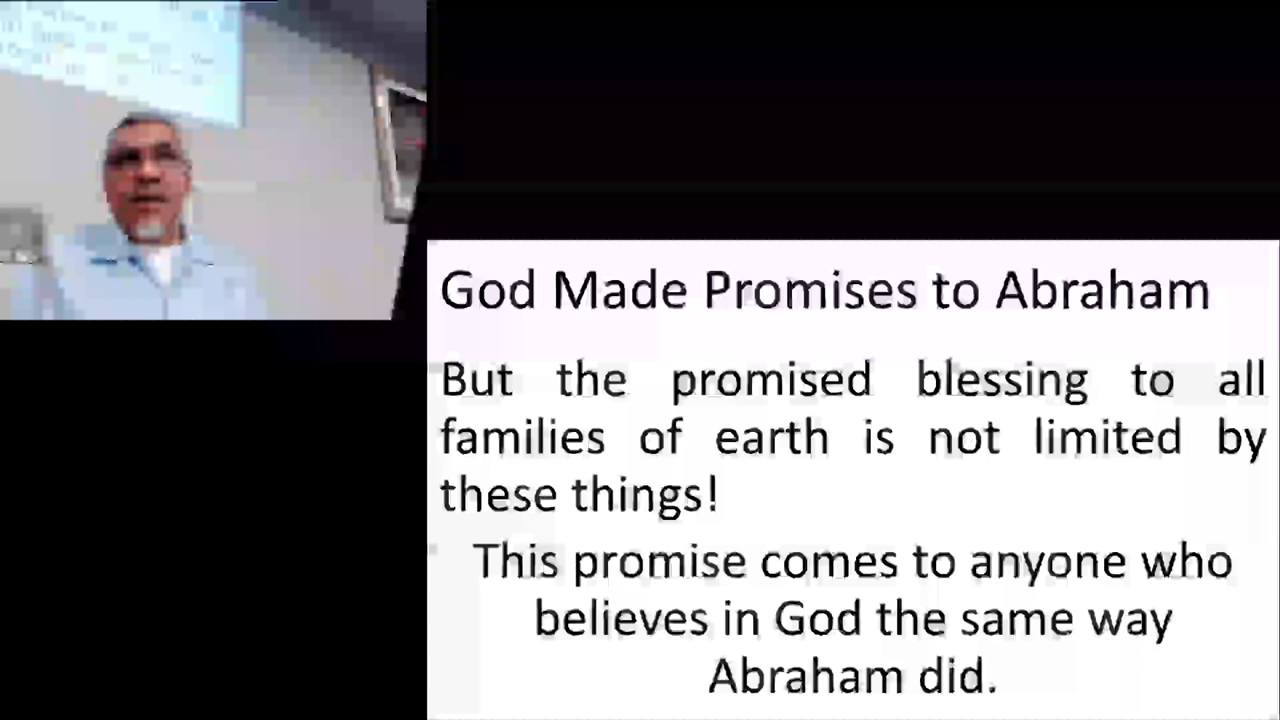 God Made Promises to Abraham
But the promised blessing to all
families of earth is not limited by
these things!
This promise comes to anyone who
believes in God the same way
Abraham did.